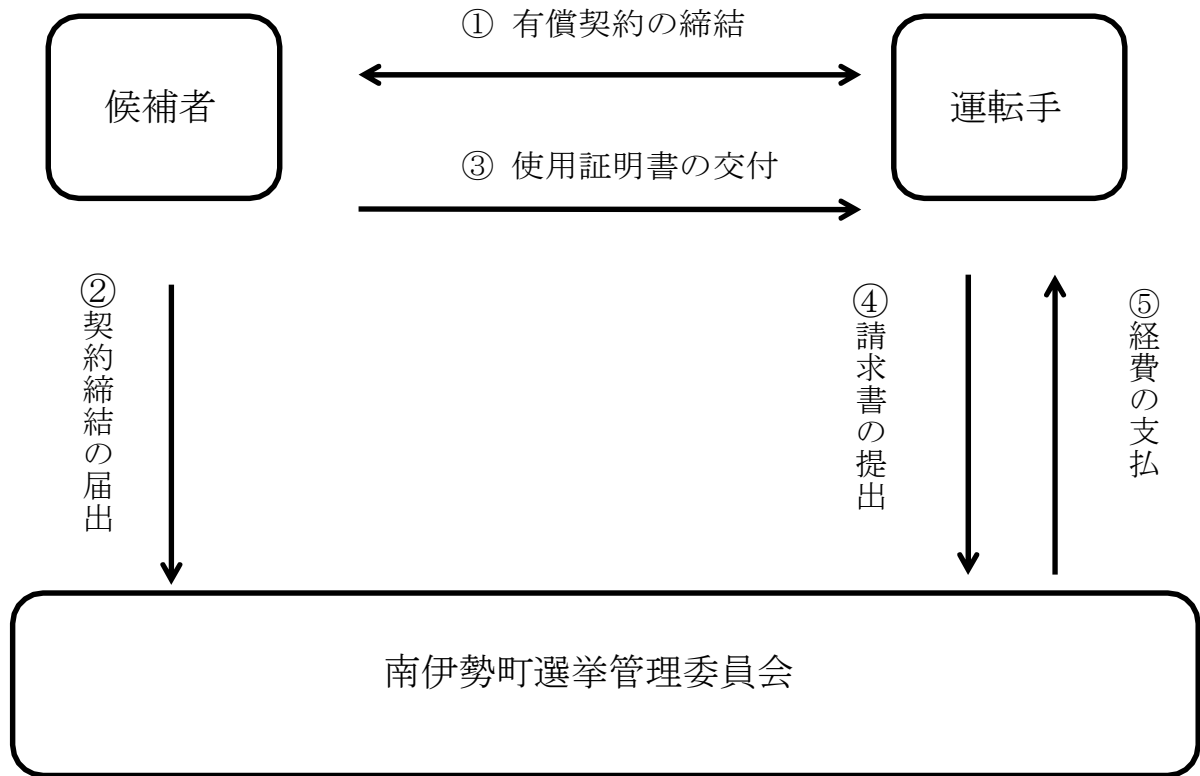 ① 有償契約の締結
候補者
運転手
③ 使用証明書の交付
②契約締結の届出
④請求書の提出
⑤経費の支払
南伊勢町選挙管理委員会